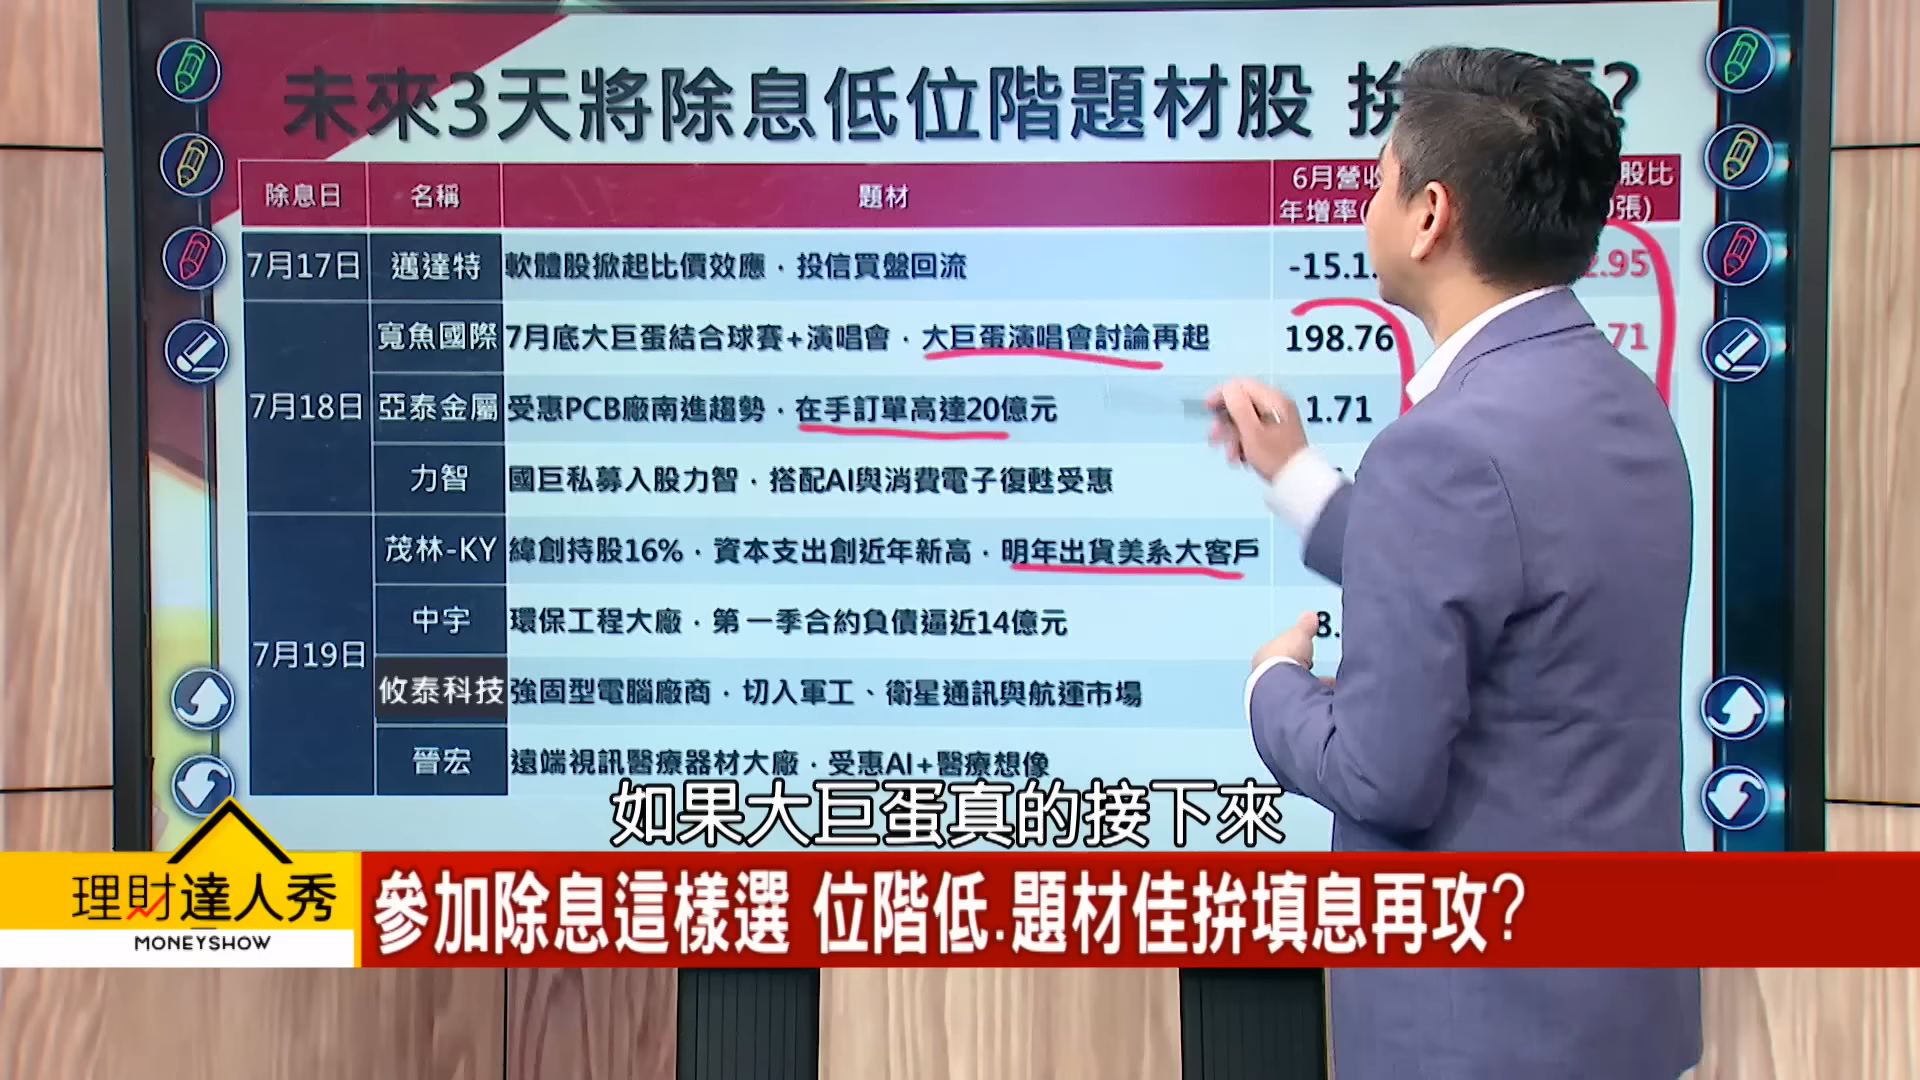 未來3天將除息低位階題材股 拚 ?
除息日 名稱 題材 6月營收 年增率( 股比 張)
7月17日 邁達特 軟體股掀起比價效應．投信買盤回流 -15.1 2.95
7月18日 寬魚國際 7月底大巨蛋結合球賽+演唱會．大巨蛋演唱會討論再起 198.76 71
亞泰金屬 受惠PCB廠南進趨勢．在手訂單高達20億元 1.71
力智 國巨私募入股力智．搭配AI與消費電子復甦受惠
7月19日 茂林-KY 緯創持股16%．資本支出創近年新高．明年出貨美系大客戶
中宇 環保工程大廠．第一季合約負債逼近14億元 8.
攸泰科技 強固型電腦廠商．切入軍工、衛星通訊與航運市場
晉宏 遠端視訊醫療器材大廠．受惠AI+醫療想像
如果大巨蛋真的接下來
理財達人秀
MONEYSHOW
參加除息這樣選 位階低.題材佳拚填息再攻?